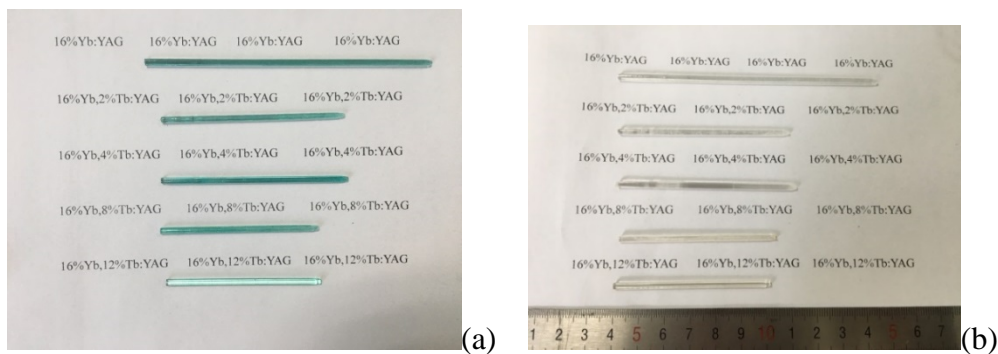 16%Yb:YAG 16%Yb:YAG 16%Yb:YAG 16%Yb:YAG
16%Yb,2%Tb:YAG 16%Yb,2%Tb:YAG 16%Yb,2%Tb:YAG
16%Yb,4%Tb:YAG 16%Yb,4%Tb:YAG 16%Yb,4%Tb:YAG
16%Yb,8%Tb:YAG 16%Yb,8%Tb:YAG 16%Yb,8%Tb:YAG
16%Yb,12%Tb:YAG 16%Yb,12%Tb:YAG 16%Yb,12%Tb:YAG
(a)
16%Yb:YAG 16%Yb:YAG 16%Yb:YAG 16%Yb:YAG
16%Yb,2%Tb:YAG 16%Yb,2%Tb:YAG 16%Yb,2%Tb:YAG
16%Yb,4%Tb:YAG 16%Yb,4%Tb:YAG 16%Yb,4%Tb:YAG
16%Yb,8%Tb:YAG 16%Yb,8%Tb:YAG 16%Yb,8%Tb:YAG
16%Yb,12%Tb:YAG 16%Yb,12%Tb:YAG 16%Yb,12%Tb:YAG
1 2 3 4 5 6 7 8 9 10 1 2 3 4 5 6 7
(b)